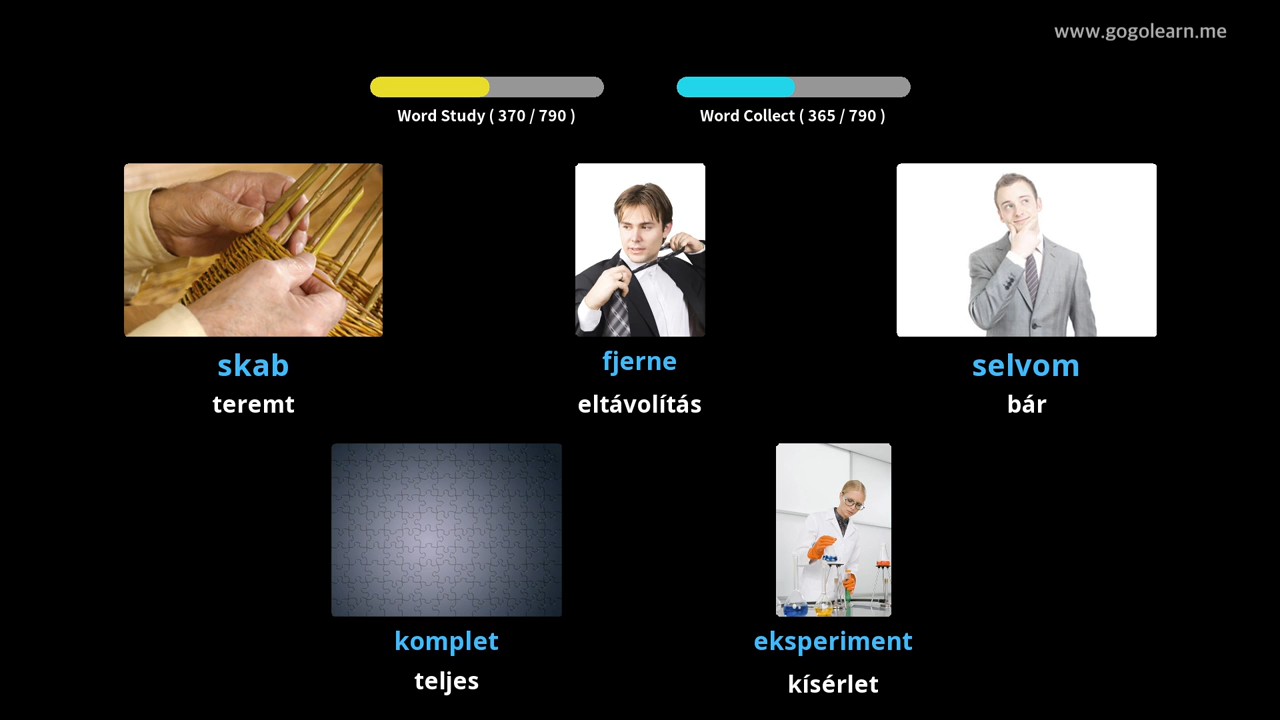 www.gogolearn.me
Word Study ( 370 / 790 )
Word Collect ( 365 / 790 )
skab
teremt
fjerne
eltávolítás
selvom
bár
komplet
teljes
eksperiment
kísérlet